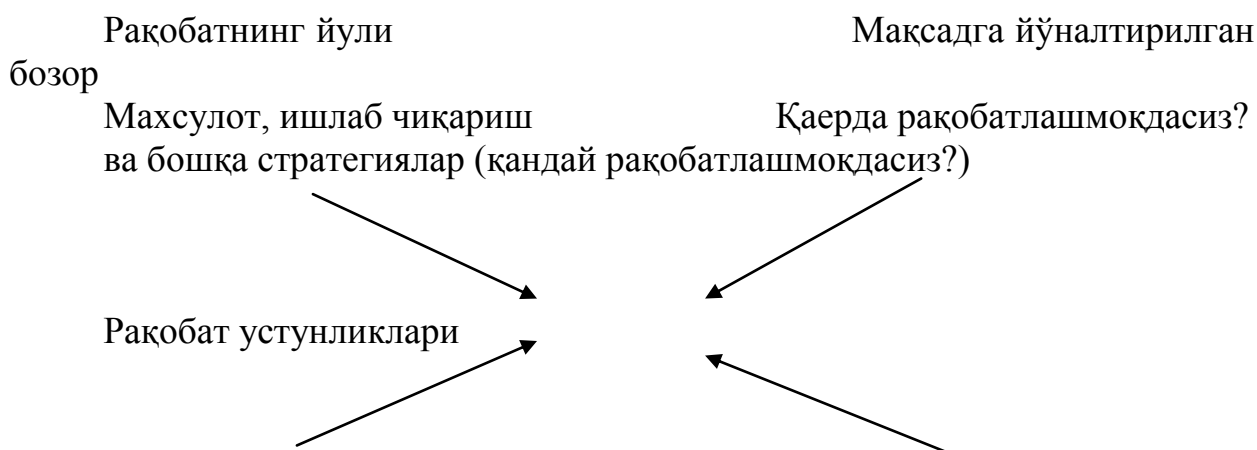 Рақобатнинг йули Мақсадга йўналтирилган
бозор
Махсулот, ишлаб чиқариш Қаерда рақобатлашмоқдасиз?
ва бошқа стратегиялар (қандай рақобатлашмоқдасиз?)
Рақобат устунликлари